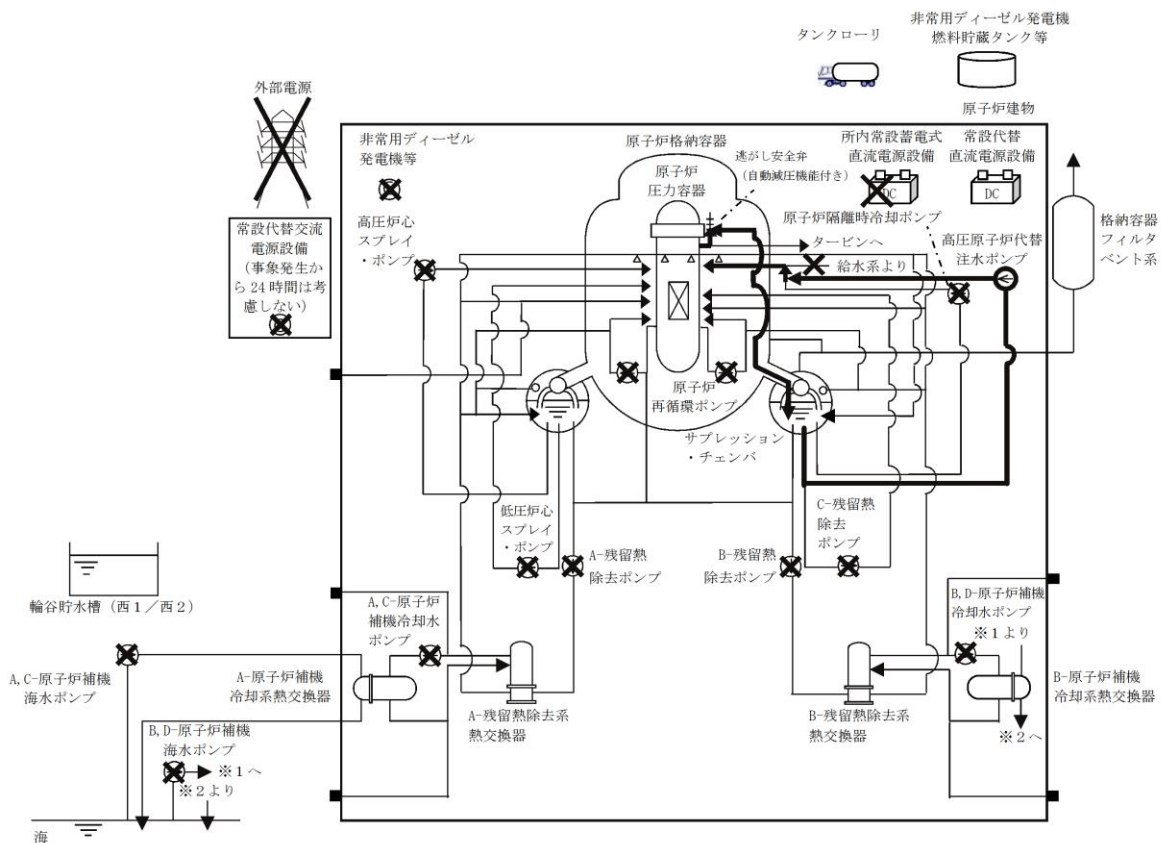 タンクローリ
非常用ディーゼル発電機
燃料貯蔵タンク等
外部電源
原子炉建物
非常用ディーゼル
発電機等
原子炉格納容器
原子炉
圧力容器
逃がし安全弁
(自動減圧機能付き)
所内常設蓄電式
直流電源設備
DC
常設代替
直流電源設備
DC
常設代替交流
電源設備
(事象発生か
ら24時間は考
慮しない)
高圧炉心
スプレイ
・ポンプ
原子炉隔離時冷却ポンプ
タービンへ
給水系より
高圧原子炉代替
注水ポンプ
格納容器
フィルタ
ベント系
原子炉
再循環ポンプ
サプレッション
・チェンバ
低圧炉心
スプレイ
・ポンプ
A-残留熱
除去ポンプ
B-残留熱
除去ポンプ
C-残留熱
除去
ポンプ
輪谷貯水槽(西1/西2)
A,C-原子炉
補機冷却水
ポンプ
B,D-原子炉補機
冷却水ポンプ
※1より
A,C-原子炉補機
海水ポンプ
A-原子炉補機
冷却系熱交換器
A-残留熱除去系
熱交換器
B-残留熱除去系
熱交換器
B-原子炉補機
冷却系熱交換器
※2へ
B,D-原子炉補機
海水ポンプ
※1へ
※2より
海